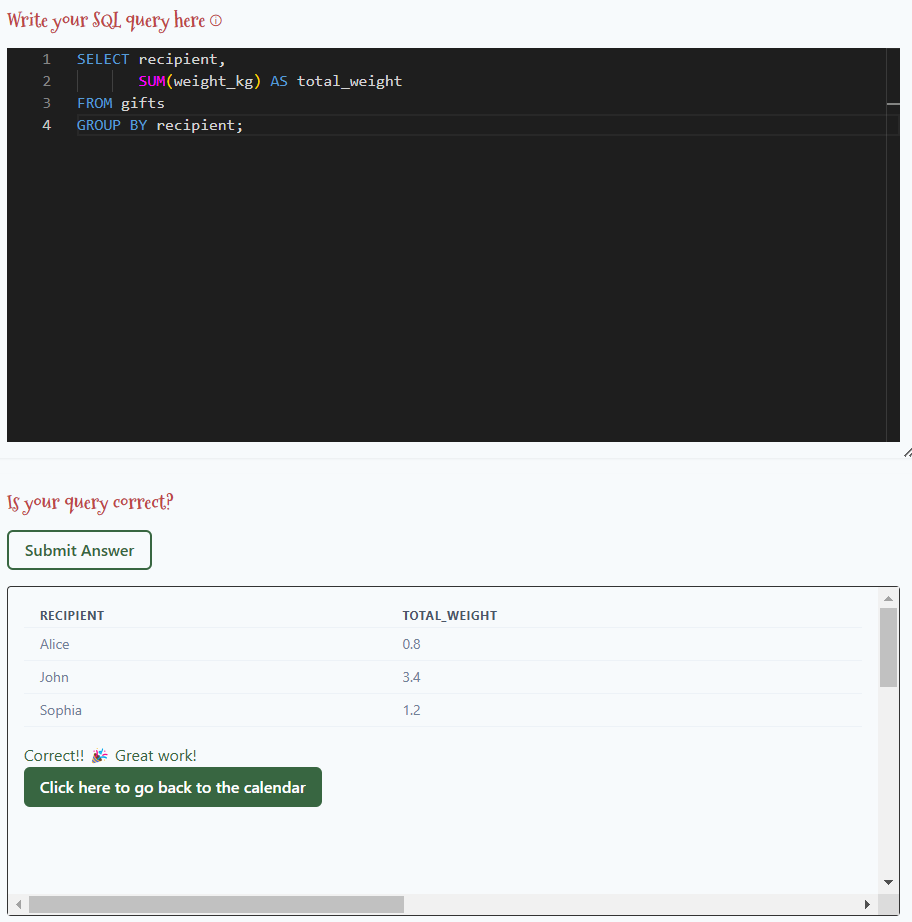 Write your SQL query here ⓘ
1 SELECT recipient,
2 SUM(weight_kg) AS total_weight
3 FROM gifts
4 GROUP BY recipient;
Is your query correct?
Submit Answer
RECIPIENT TOTAL_WEIGHT
Alice 0.8
John 3.4
Sophia 1.2
Correct!! 🎉 Great work!
Click here to go back to the calendar